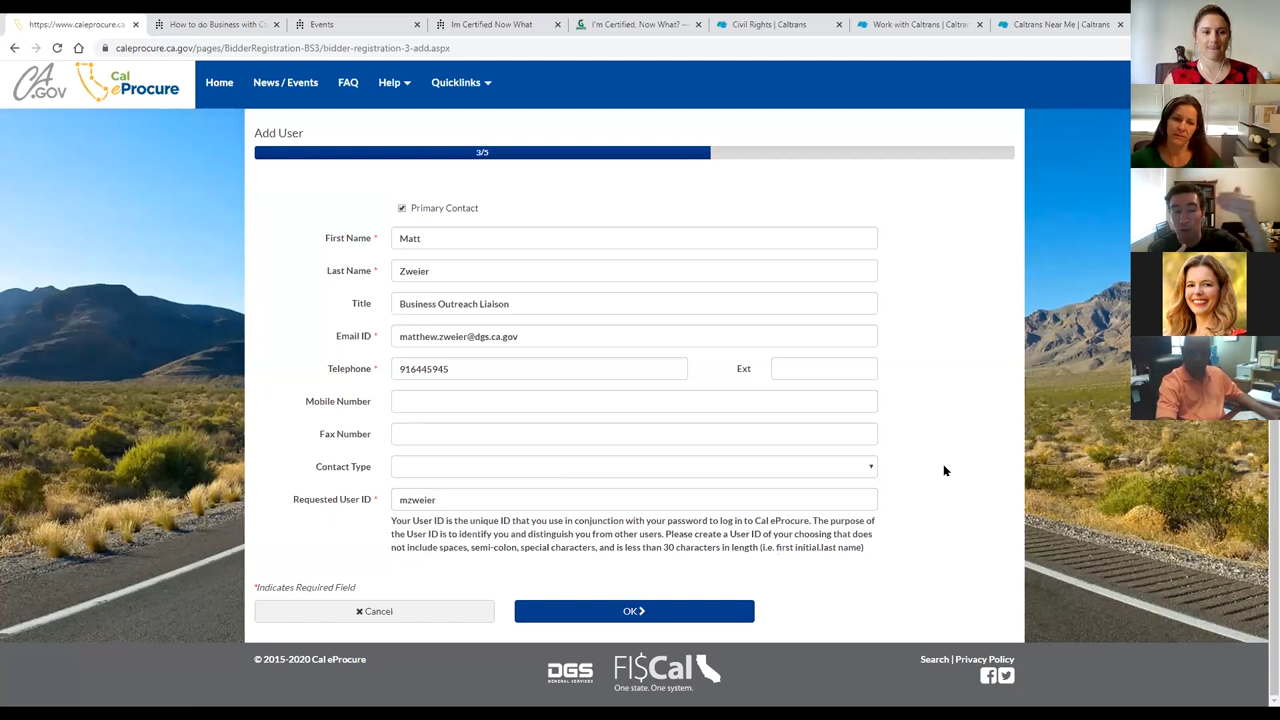 https://www.caleprocure.ca
How to do Business with Ca
Events
Im Certified Now What
I'm Certified, Now What? —
Civil Rights | Caltrans
Work with Caltrans | Caltran
Caltrans Near Me | Caltrans
caleprocure.ca.gov/pages/BidderRegistration-BS3/bidder-registration-3-add.aspx
CA.GOV
Cal eProcure
Home
News / Events
FAQ
Help
Quicklinks
Add User
3/5
Primary Contact
First Name * Matt
Last Name * Zweier
Title Business Outreach Liaison
Email ID * matthew.zweier@dgs.ca.gov
Telephone * 916445945 Ext
Mobile Number
Fax Number
Contact Type
Requested User ID * mzweier
Your User ID is the unique ID that you use in conjunction with your password to log in to Cal eProcure. The purpose of
the User ID is to identify you and distinguish you from other users. Please create a User ID of your choosing that does
not include spaces, semi-colon, special characters, and is less than 30 characters in length (i.e. first initial.last name)
*Indicates Required Field
Cancel
OK
© 2015-2020 Cal eProcure
DGS
GENERAL SERVICES
FI$Cal
One state. One system.
Search | Privacy Policy